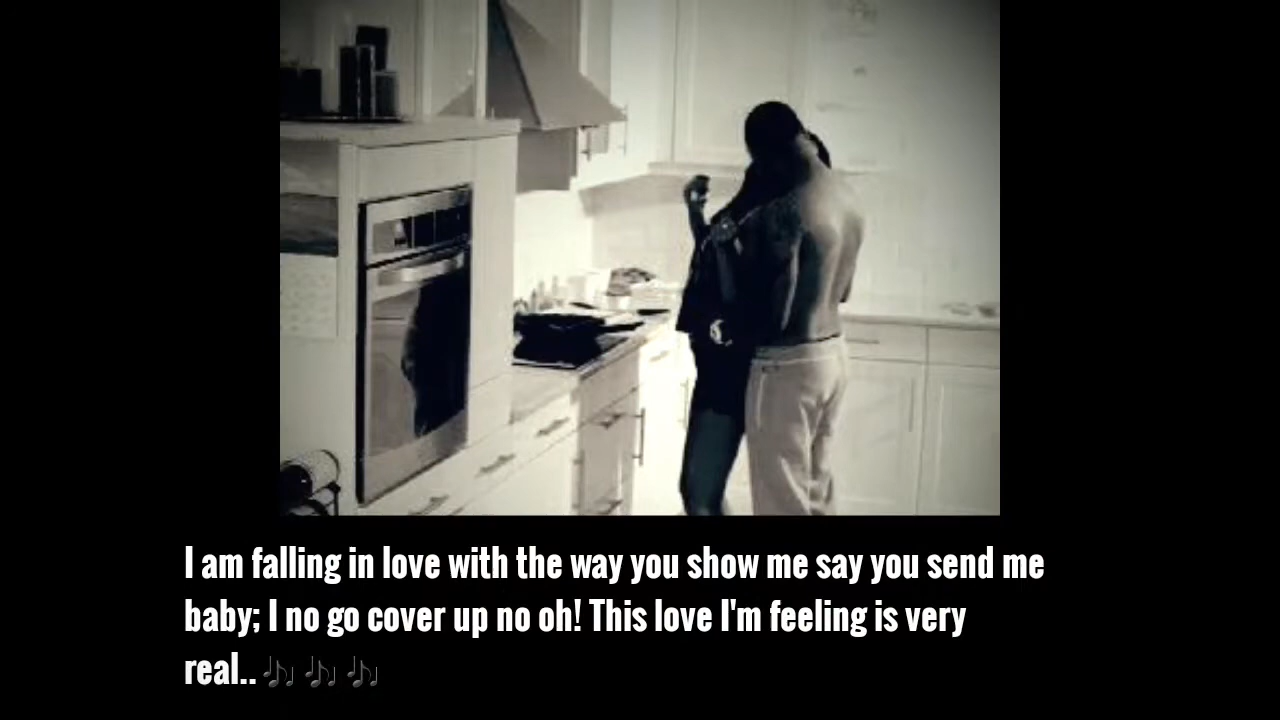 I am falling in love with the way you show me say you send me
baby; I no go cover up no oh! This love I'm feeling is very
real.. 🎶 🎶 🎶